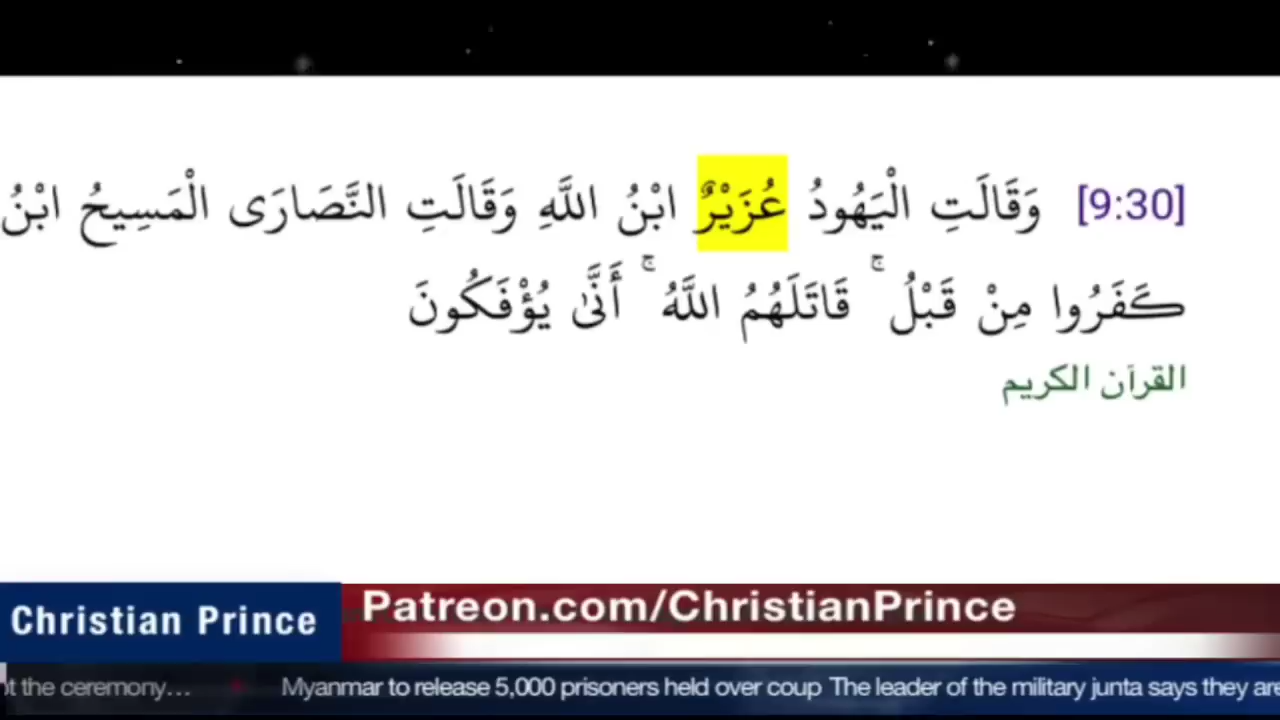 [9:30] وَقَالَتِ الْيَهُودُ عُزَيْرٌ ابْنُ اللَّهِ وَقَالَتِ النَّصَارَى الْمَسِيحُ ابْنُ
كَفَرُوا مِنْ قَبْلُ ۚ قَاتَلَهُمُ اللَّهُ ۚ أَنَّىٰ يُؤْفَكُونَ
القرآن الكريم
Christian Prince
Patreon.com/ChristianPrince
the ceremony... Myanmar to release 5,000 prisoners held over coup The leader of the military junta says they are